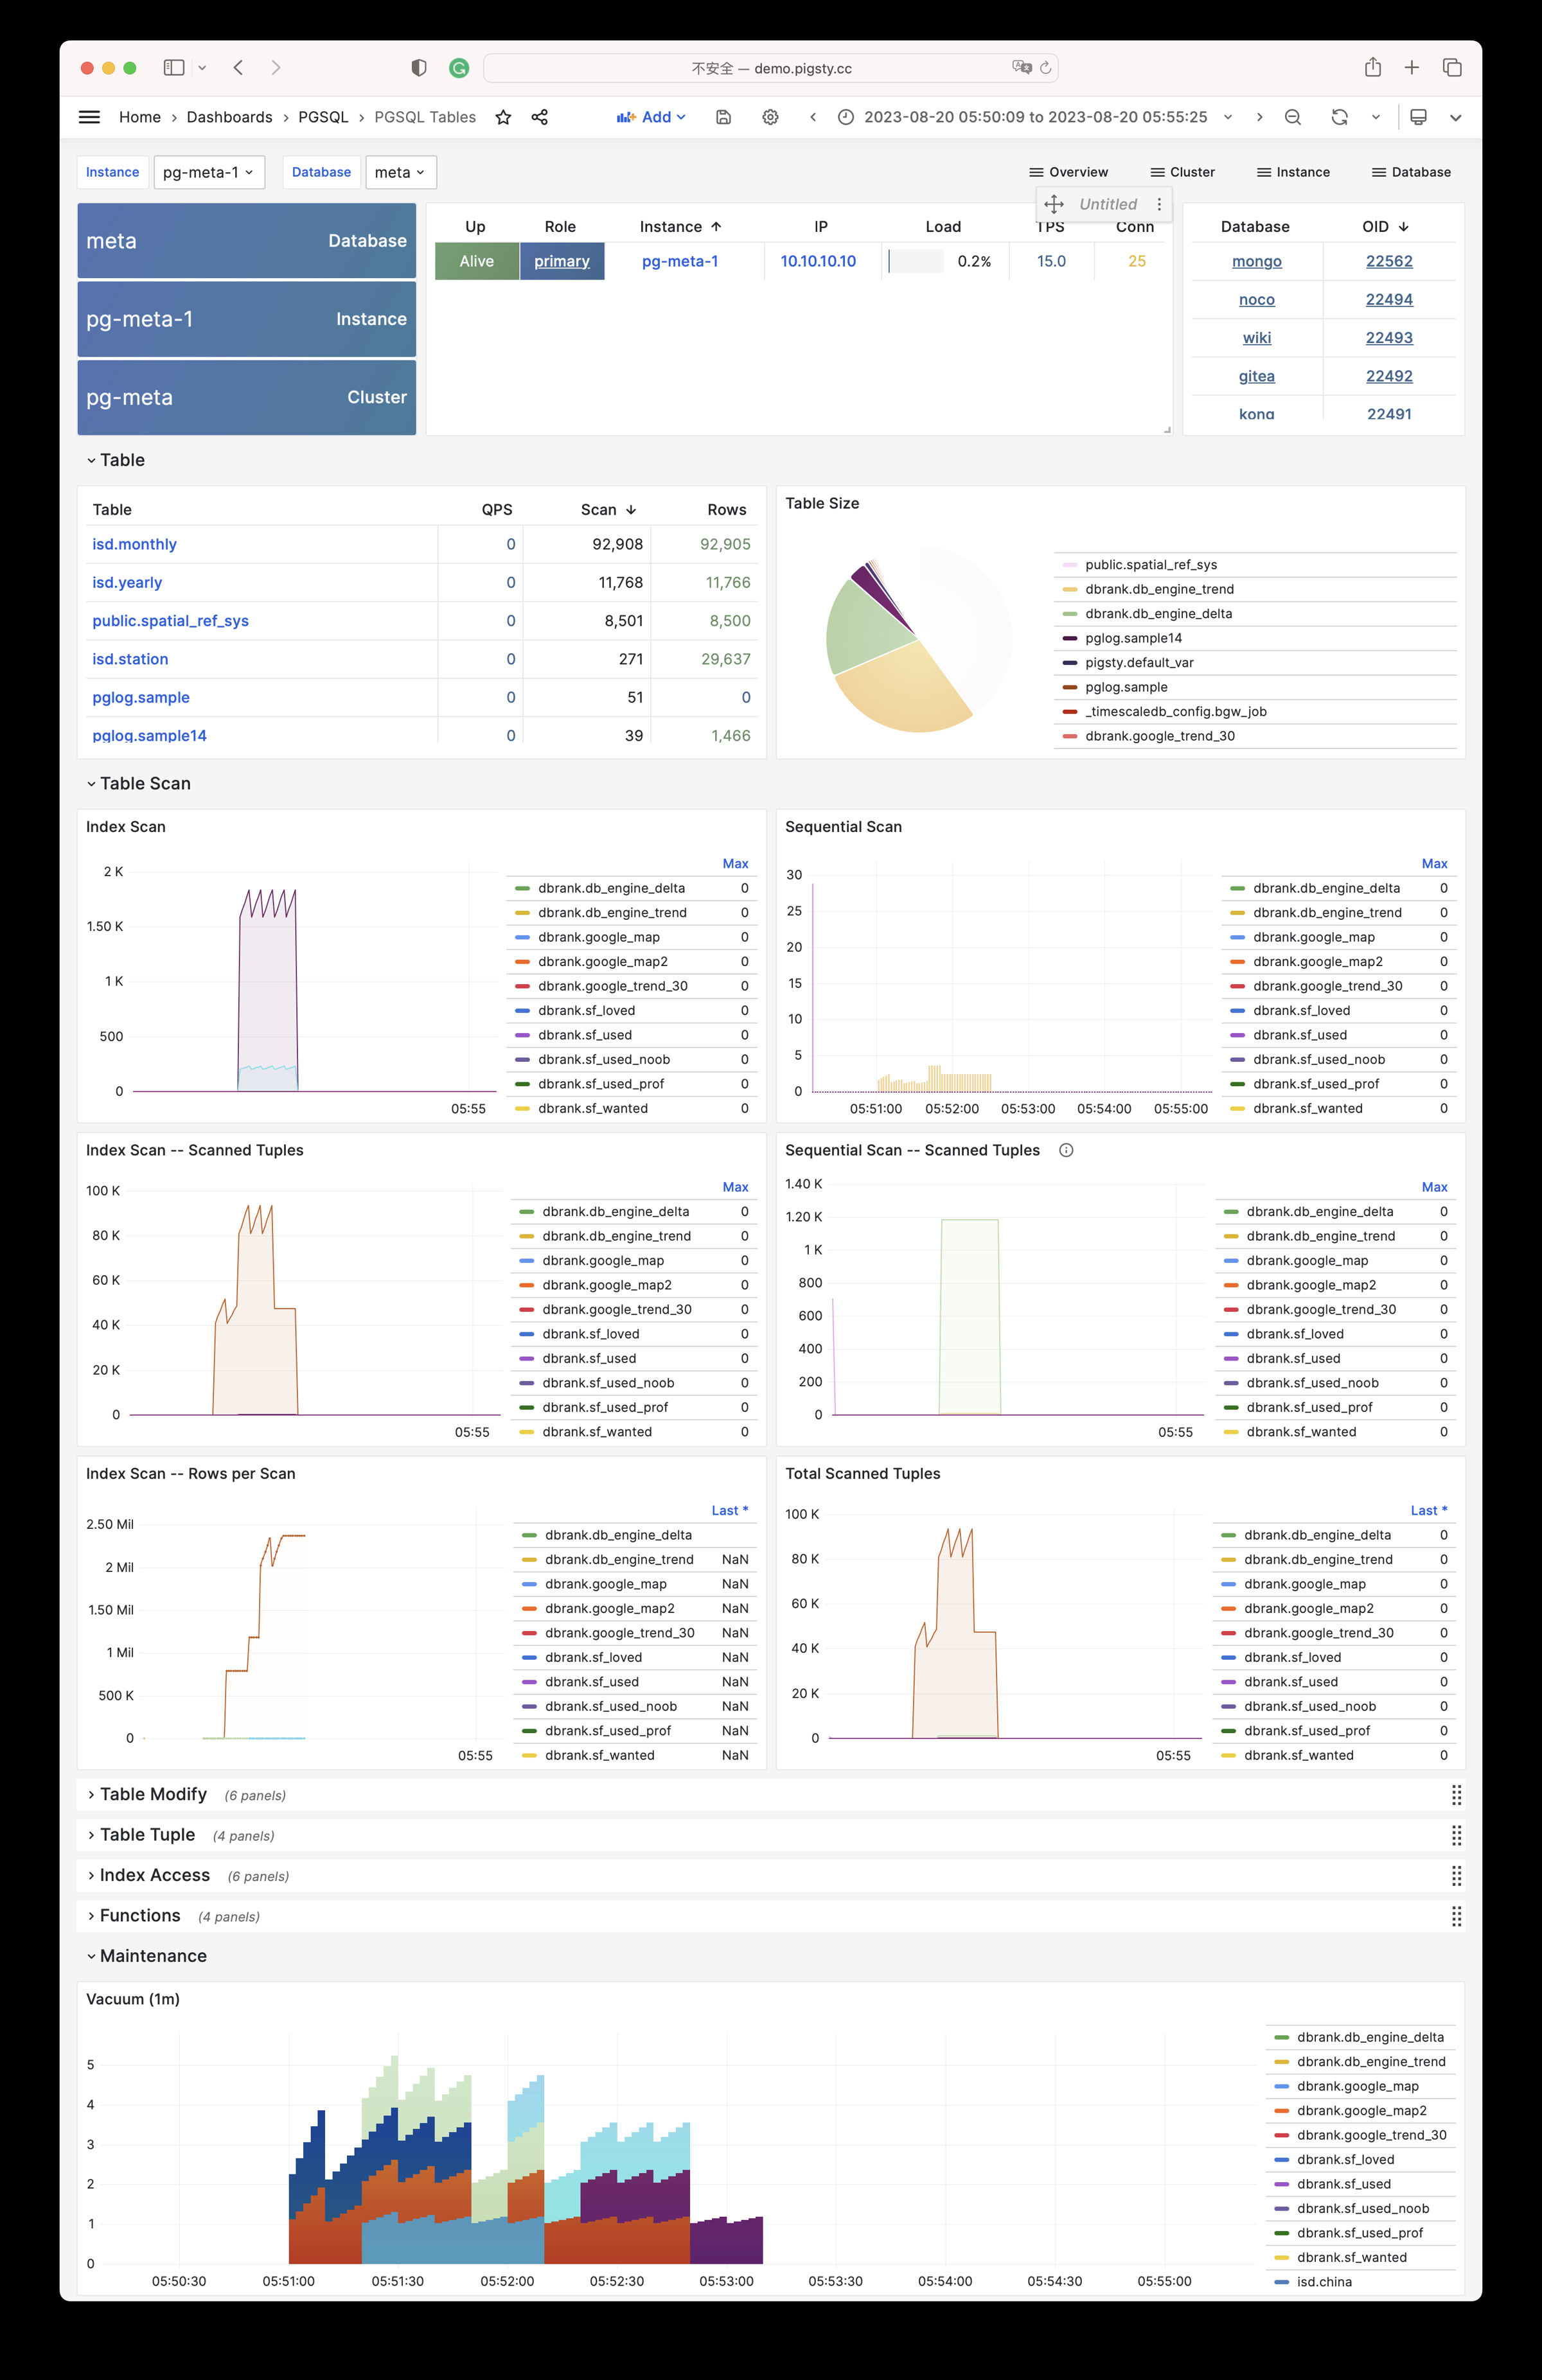 不安全 — demo.pigsty.cc
Home › Dashboards › PGSQL › PGSQL Tables
Add
2023-08-20 05:50:09 to 2023-08-20 05:55:25
Instance pg-meta-1 Database meta
Overview Cluster Instance Database
Untitled
meta Database
pg-meta-1 Instance
pg-meta Cluster
Up Role Instance IP Load TPS Conn
Alive primary pg-meta-1 10.10.10.10 0.2% 15.0 25
Database OID
mongo 22562
noco 22494
wiki 22493
gitea 22492
kong 22491
Table
Table QPS Scan Rows
isd.monthly 0 92,908 92,905
isd.yearly 0 11,768 11,766
public.spatial_ref_sys 0 8,501 8,500
isd.station 0 271 29,637
pglog.sample 0 51 0
pglog.sample14 0 39 1,466
Table Size
public.spatial_ref_sys
dbrank.db_engine_trend
dbrank.db_engine_delta
pglog.sample14
pigsty.default_var
pglog.sample
_timescaledb_config.bgw_job
dbrank.google_trend_30
Table Scan
Index Scan
2 K
1.50 K
1 K
500
0
05:55
Max
dbrank.db_engine_delta 0
dbrank.db_engine_trend 0
dbrank.google_map 0
dbrank.google_map2 0
dbrank.google_trend_30 0
dbrank.sf_loved 0
dbrank.sf_used 0
dbrank.sf_used_noob 0
dbrank.sf_used_prof 0
dbrank.sf_wanted 0
Sequential Scan
30
25
20
15
10
5
0
05:51:00 05:52:00 05:53:00 05:54:00 05:55:00
Max
dbrank.db_engine_delta 0
dbrank.db_engine_trend 0
dbrank.google_map 0
dbrank.google_map2 0
dbrank.google_trend_30 0
dbrank.sf_loved 0
dbrank.sf_used 0
dbrank.sf_used_noob 0
dbrank.sf_used_prof 0
dbrank.sf_wanted 0
Index Scan -- Scanned Tuples
100 K
80 K
60 K
40 K
20 K
0
05:55
Max
dbrank.db_engine_delta 0
dbrank.db_engine_trend 0
dbrank.google_map 0
dbrank.google_map2 0
dbrank.google_trend_30 0
dbrank.sf_loved 0
dbrank.sf_used 0
dbrank.sf_used_noob 0
dbrank.sf_used_prof 0
dbrank.sf_wanted 0
Sequential Scan -- Scanned Tuples
1.40 K
1.20 K
1 K
800
600
400
200
0
05:55
Max
dbrank.db_engine_delta 0
dbrank.db_engine_trend 0
dbrank.google_map 0
dbrank.google_map2 0
dbrank.google_trend_30 0
dbrank.sf_loved 0
dbrank.sf_used 0
dbrank.sf_used_noob 0
dbrank.sf_used_prof 0
dbrank.sf_wanted 0
Index Scan -- Rows per Scan
2.50 Mil
2 Mil
1.50 Mil
1 Mil
500 K
0
05:55
Last *
dbrank.db_engine_delta
dbrank.db_engine_trend NaN
dbrank.google_map NaN
dbrank.google_map2 NaN
dbrank.google_trend_30 NaN
dbrank.sf_loved NaN
dbrank.sf_used NaN
dbrank.sf_used_noob NaN
dbrank.sf_used_prof NaN
dbrank.sf_wanted NaN
Total Scanned Tuples
100 K
80 K
60 K
40 K
20 K
0
05:55
Last *
dbrank.db_engine_delta 0
dbrank.db_engine_trend 0
dbrank.google_map 0
dbrank.google_map2 0
dbrank.google_trend_30 0
dbrank.sf_loved 0
dbrank.sf_used 0
dbrank.sf_used_noob 0
dbrank.sf_used_prof 0
dbrank.sf_wanted 0
Table Modify (6 panels)
Table Tuple (4 panels)
Index Access (6 panels)
Functions (4 panels)
Maintenance
Vacuum (1m)
5
4
3
2
1
0
05:50:30 05:51:00 05:51:30 05:52:00 05:52:30 05:53:00 05:53:30 05:54:00 05:54:30 05:55:00
dbrank.db_engine_delta
dbrank.db_engine_trend
dbrank.google_map
dbrank.google_map2
dbrank.google_trend_30
dbrank.sf_loved
dbrank.sf_used
dbrank.sf_used_noob
dbrank.sf_used_prof
dbrank.sf_wanted
isd.china